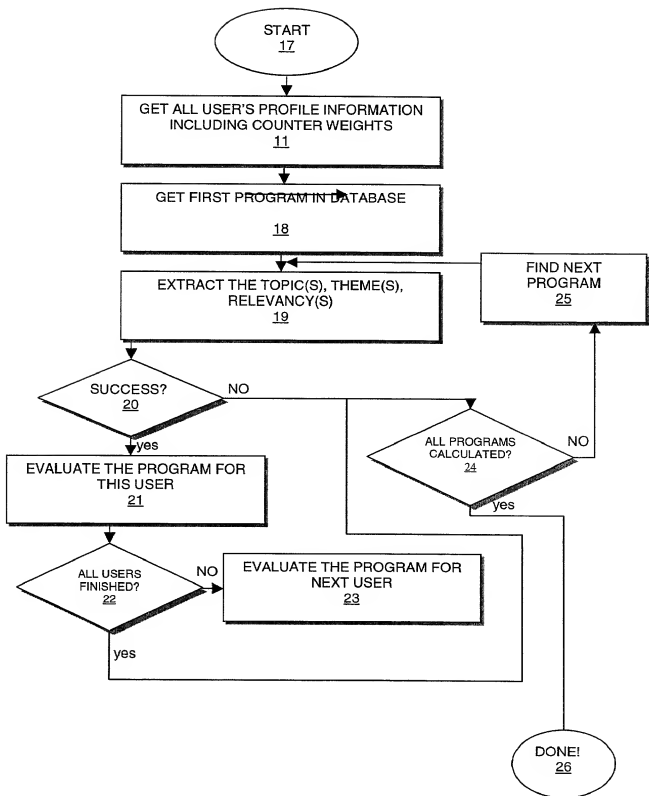 START
17
GET ALL USER'S PROFILE INFORMATION
INCLUDING COUNTER WEIGHTS
11
GET FIRST PROGRAM IN DATABASE
18
EXTRACT THE TOPIC(S), THEME(S),
RELEVANCY(S)
19
FIND NEXT
PROGRAM
25
SUCCESS?
20
NO
yes
ALL PROGRAMS
CALCULATED?
24
NO
yes
EVALUATE THE PROGRAM FOR
THIS USER
21
ALL USERS
FINISHED?
22
NO
yes
EVALUATE THE PROGRAM FOR
NEXT USER
23
DONE!
26